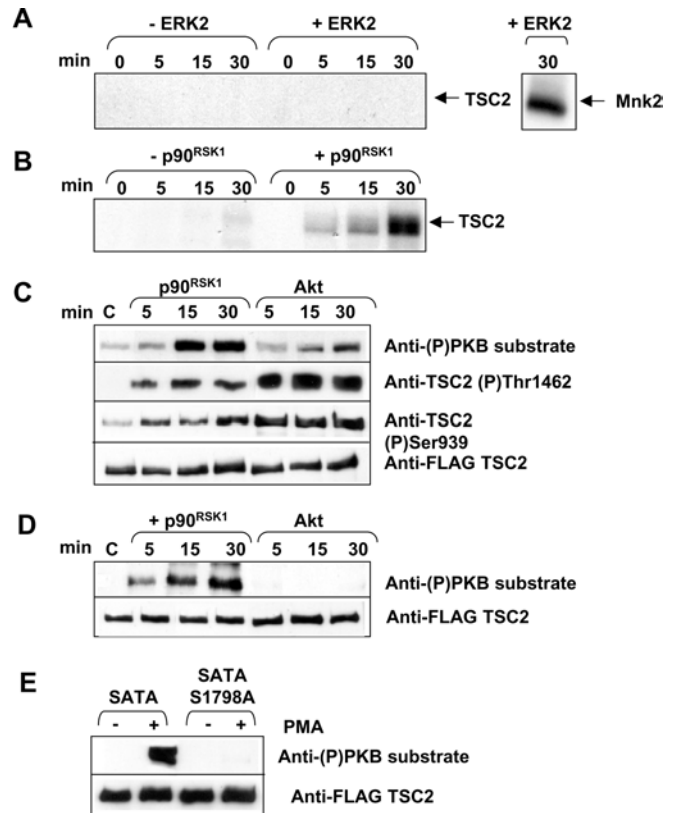 A
- ERK2 + ERK2 + ERK2
min 0 5 15 30 0 5 15 30 30
TSC2 Mnk2
B
- p90RSK1 + p90RSK1
min 0 5 15 30 0 5 15 30
TSC2
C
p90RSK1 Akt
min C 5 15 30 5 15 30
Anti-(P)PKB substrate
Anti-TSC2 (P)Thr1462
Anti-TSC2
(P)Ser939
Anti-FLAG TSC2
D
+ p90RSK1 Akt
min C 5 15 30 5 15 30
Anti-(P)PKB substrate
Anti-FLAG TSC2
E
SATA
SATA S1798A
- + - + PMA
Anti-(P)PKB substrate
Anti-FLAG TSC2